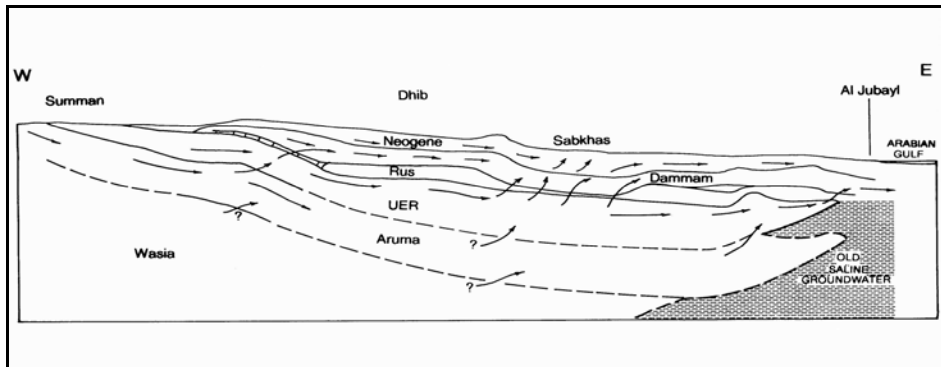 W
E
Summan
Dhib
Al Jubayl
Neogene
Sabkhas
ARABIAN
GULF
Rus
Dammam
UER
?
Aruma
?
Wasia
?
OLD
SALINE
GROUNDWATER